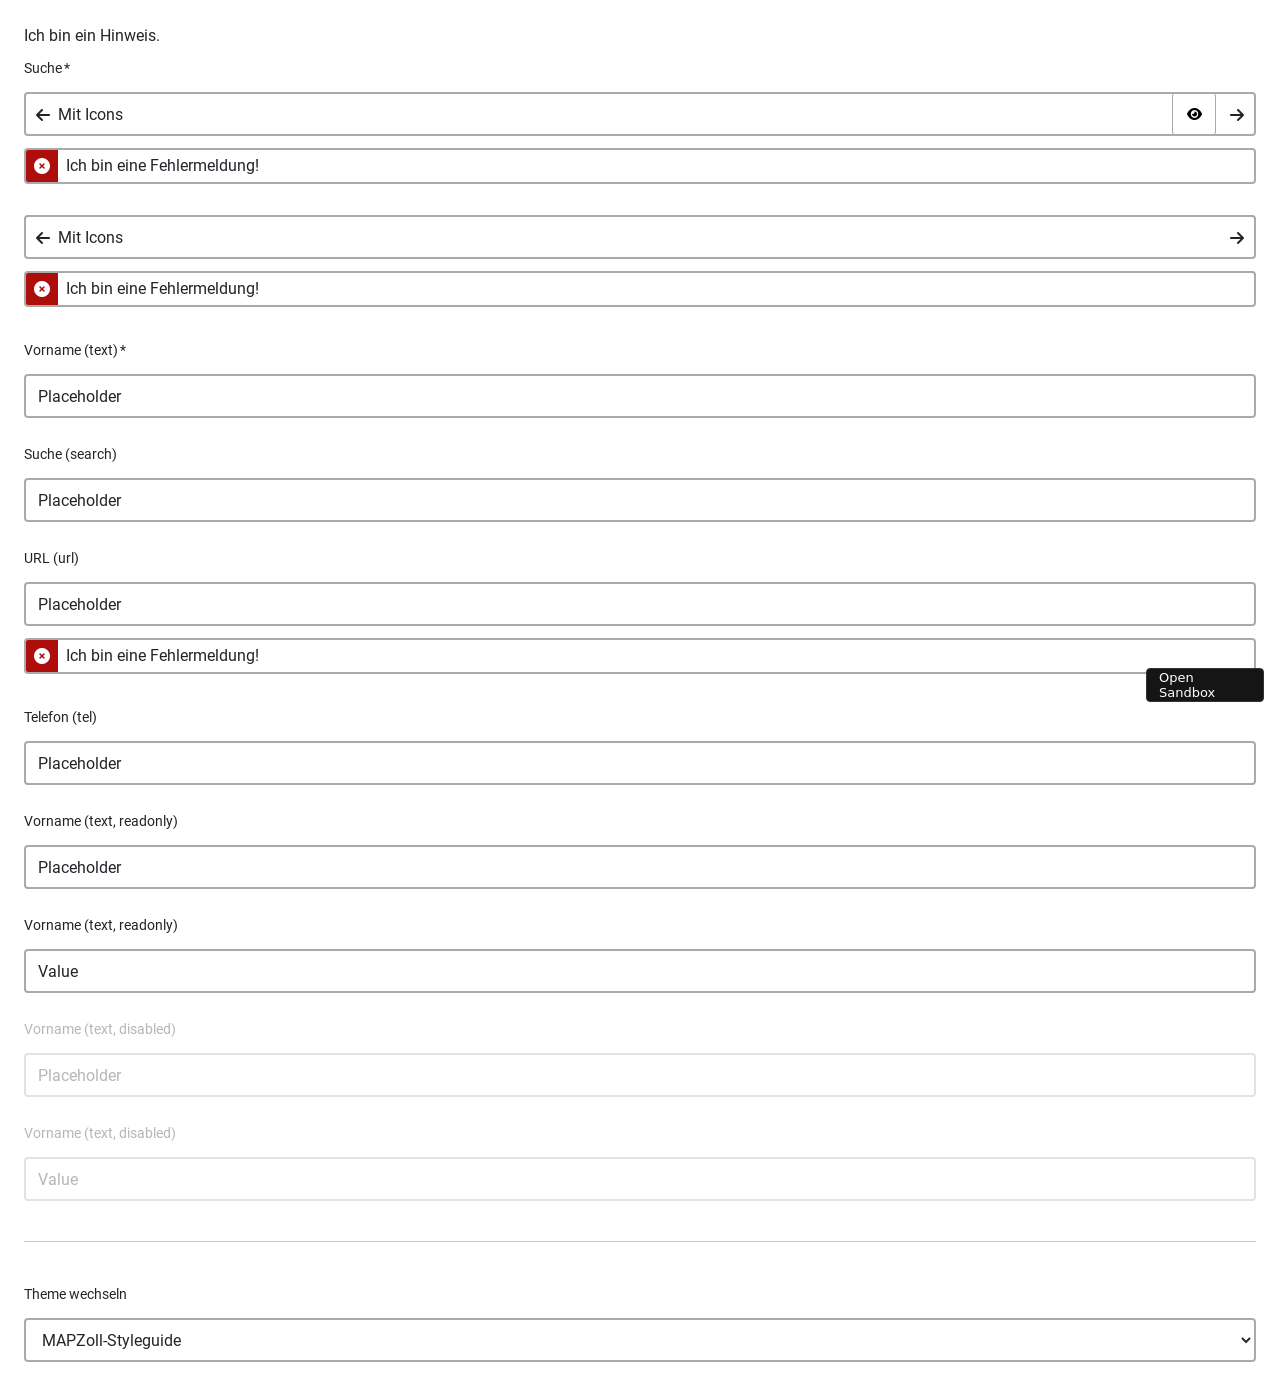 Ich bin ein Hinweis.
Suche*
Mit Icons
Ich bin eine Fehlermeldung!
Mit Icons
Ich bin eine Fehlermeldung!
Vorname (text)*
Placeholder
Suche (search)
Placeholder
URL (url)
Placeholder
Ich bin eine Fehlermeldung!
Open
Sandbox
Telefon (tel)
Placeholder
Vorname (text, readonly)
Placeholder
Vorname (text, readonly)
Value
Vorname (text, disabled)
Placeholder
Vorname (text, disabled)
Value
Theme wechseln
MAPZoll-Styleguide